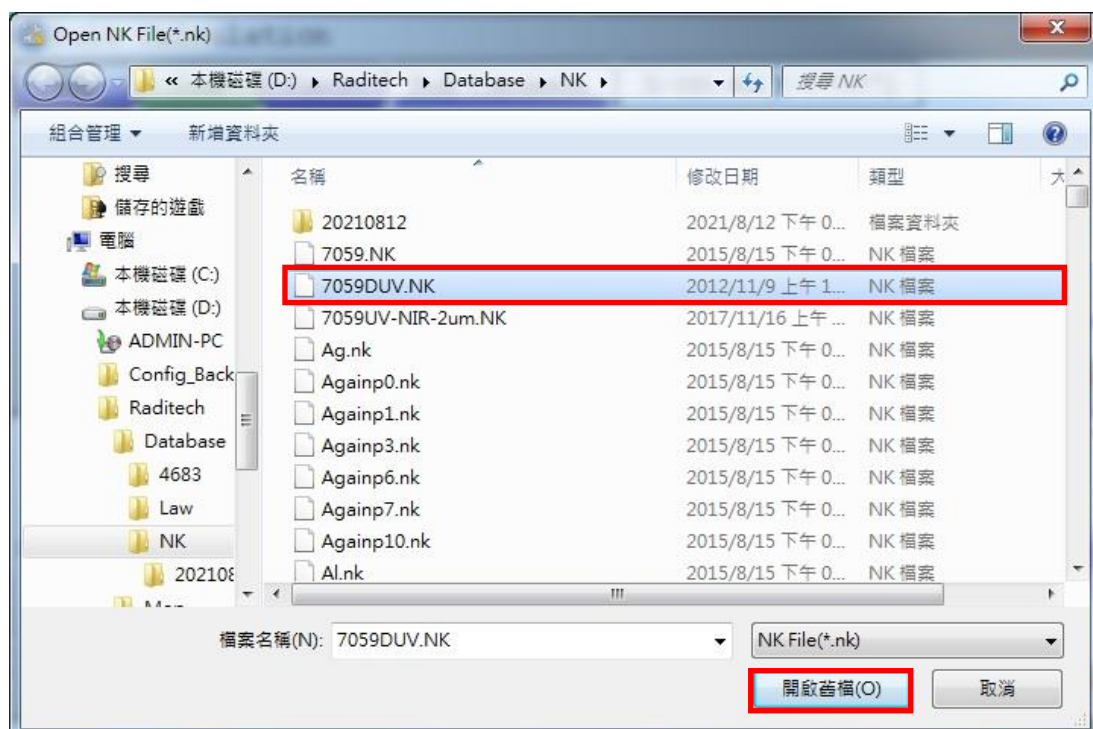 Open NK File(*.nk)
« 本機磁碟 (D:) ▸ Raditech ▸ Database ▸ NK ▸ 搜尋 NK
組合管理 ▼ 新增資料夾
名稱 修改日期 類型 大
搜尋
儲存的遊戲
電腦
本機磁碟 (C:)
本機磁碟 (D:)
ADMIN-PC
Config_Back
Raditech
Database
4683
Law
NK
202108
20210812 2021/8/12 下午 0... 檔案資料夾
7059.NK 2015/8/15 下午 0... NK 檔案
7059DUV.NK 2012/11/9 上午 1... NK 檔案
7059UV-NIR-2um.NK 2017/11/16 上午 ... NK 檔案
Ag.nk 2015/8/15 下午 0... NK 檔案
Againp0.nk 2015/8/15 下午 0... NK 檔案
Againp1.nk 2015/8/15 下午 0... NK 檔案
Againp3.nk 2015/8/15 下午 0... NK 檔案
Againp6.nk 2015/8/15 下午 0... NK 檔案
Againp7.nk 2015/8/15 下午 0... NK 檔案
Againp10.nk 2015/8/15 下午 0... NK 檔案
Al.nk 2015/8/15 下午 0... NK 檔案
檔案名稱(N): 7059DUV.NK NK File(*.nk)
開啟舊檔(O) 取消